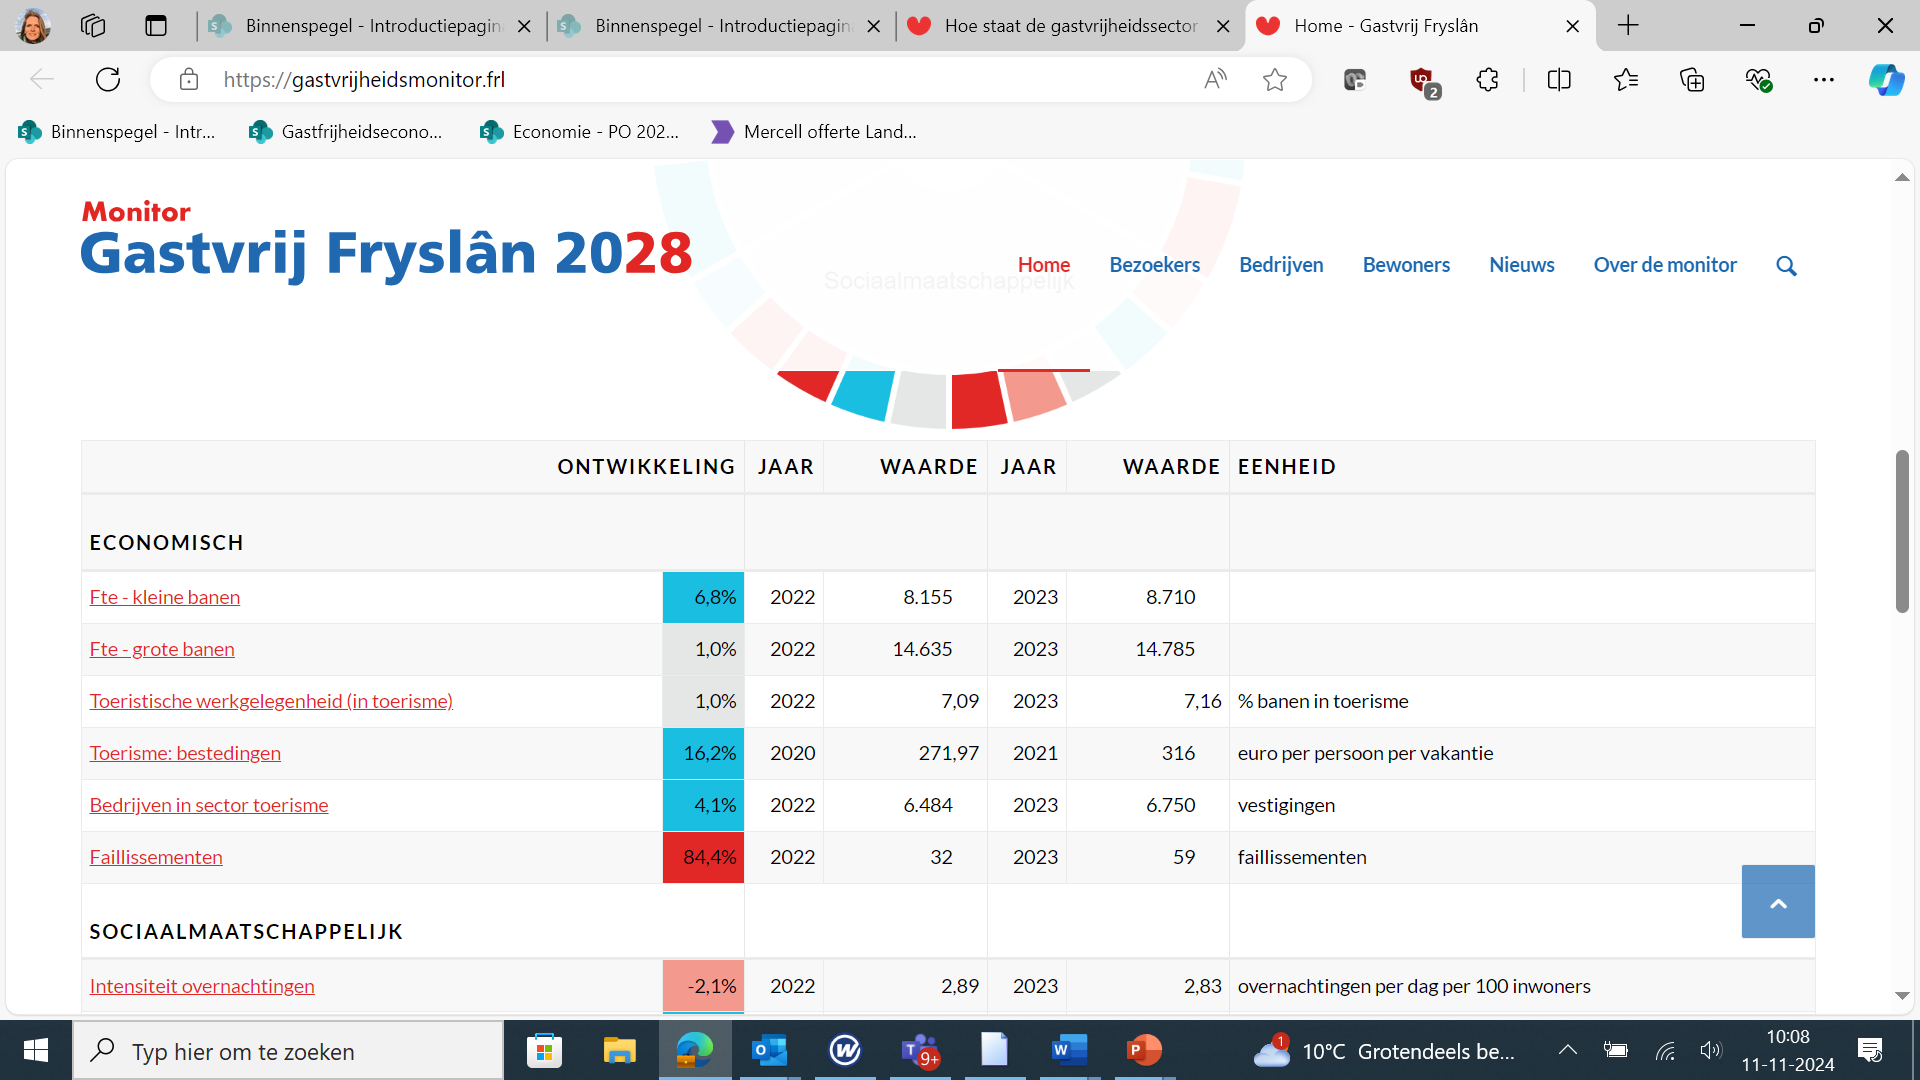 Binnenspegel - Introductiepagin
Binnenspegel - Introductiepagin
Hoe staat de gastvrijheidssector
Home - Gastvrij Fryslân
https://gastvrijheidsmonitor.frl
2
Binnenspegel - Intr...
Gastfrijheidsecono...
Economie - PO 202...
Mercell offerte Land...
Monitor
Gastvrij Fryslân 2028
Home
Bezoekers
Bedrijven
Bewoners
Nieuws
Over de monitor
Sociaalmaatschappelijk
ONTWIKKELING JAAR WAARDE JAAR WAARDE EENHEID
ECONOMISCH
Fte - kleine banen 6,8% 2022 8.155 2023 8.710
Fte - grote banen 1,0% 2022 14.635 2023 14.785
Toeristische werkgelegenheid (in toerisme) 1,0% 2022 7,09 2023 7,16 % banen in toerisme
Toerisme: bestedingen 16,2% 2020 271,97 2021 316 euro per persoon per vakantie
Bedrijven in sector toerisme 4,1% 2022 6.484 2023 6.750 vestigingen
Faillissementen 84,4% 2022 32 2023 59 faillissementen
SOCIAALMAATSCHAPPELIJK
Intensiteit overnachtingen -2,1% 2022 2,89 2023 2,83 overnachtingen per dag per 100 inwoners
Typ hier om te zoeken
9+
1
10°C Grotendeels be...
10:08
11-11-2024